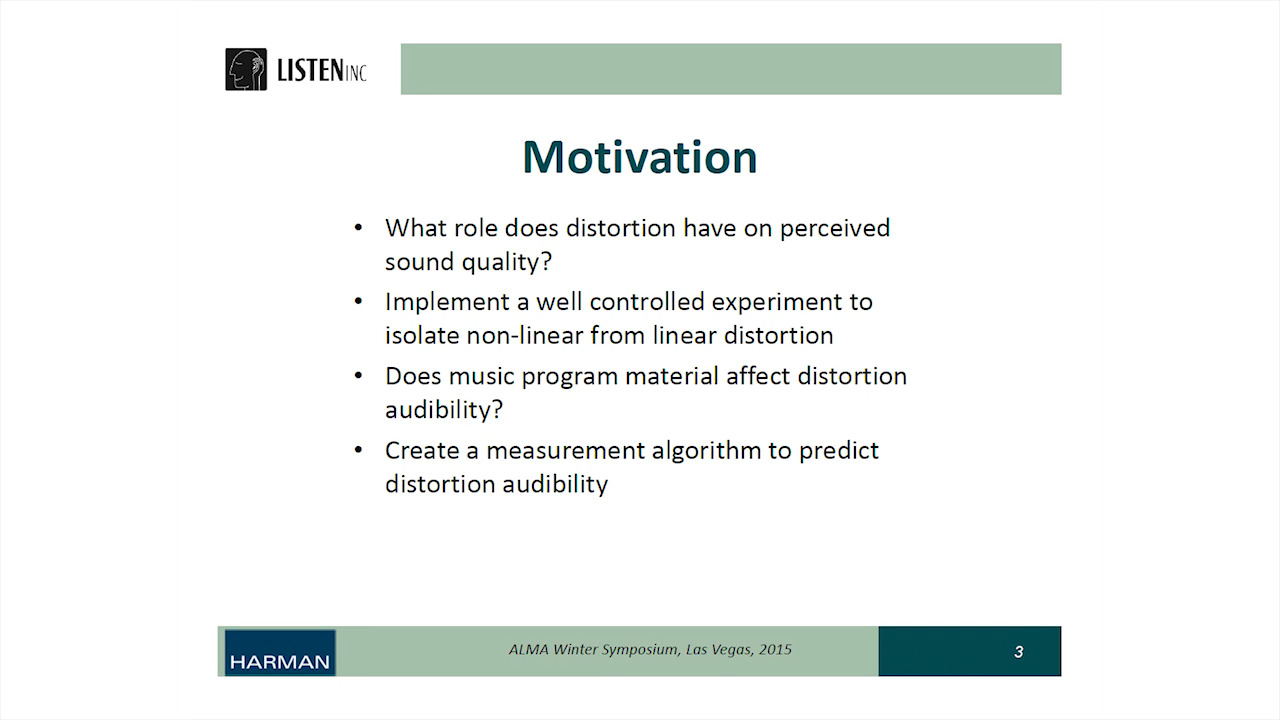 LISTENINC
Motivation
• What role does distortion have on perceived
sound quality?
• Implement a well controlled experiment to
isolate non-linear from linear distortion
• Does music program material affect distortion
audibility?
• Create a measurement algorithm to predict
distortion audibility
HARMAN
ALMA Winter Symposium, Las Vegas, 2015
3